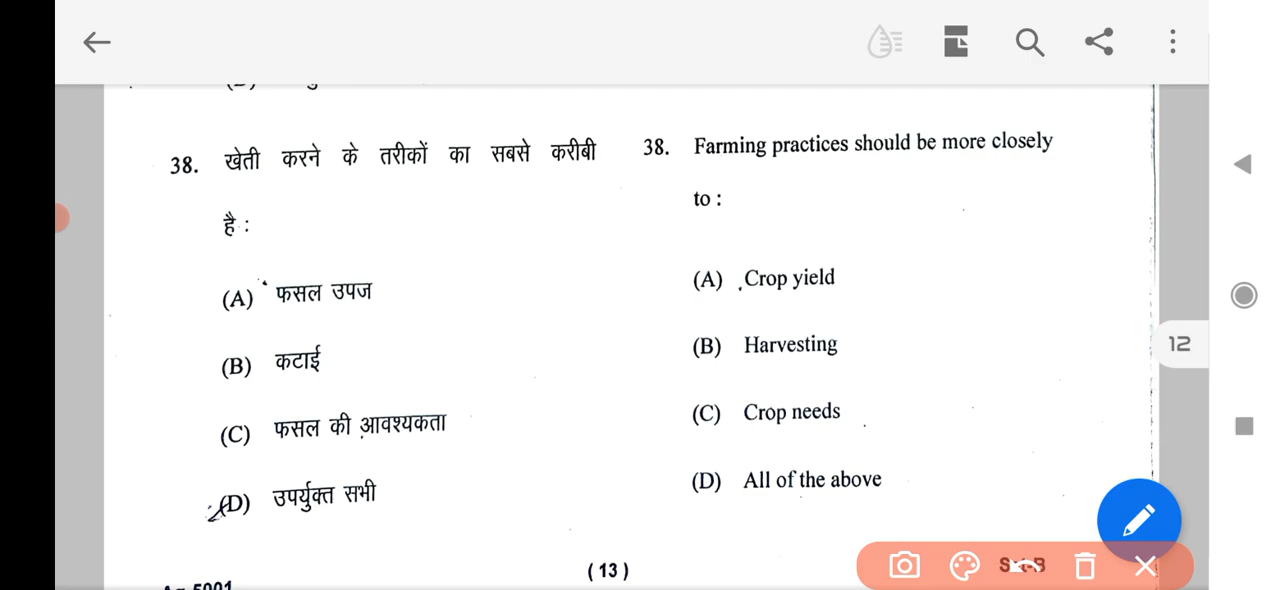 38. खेती करने के तरीकों का सबसे करीबी
है :
(A) फसल उपज
(B) कटाई
(C) फसल की आवश्यकता
(D) उपर्युक्त सभी
38. Farming practices should be more closely
to :
(A) Crop yield
(B) Harvesting
(C) Crop needs
(D) All of the above
12
(13)